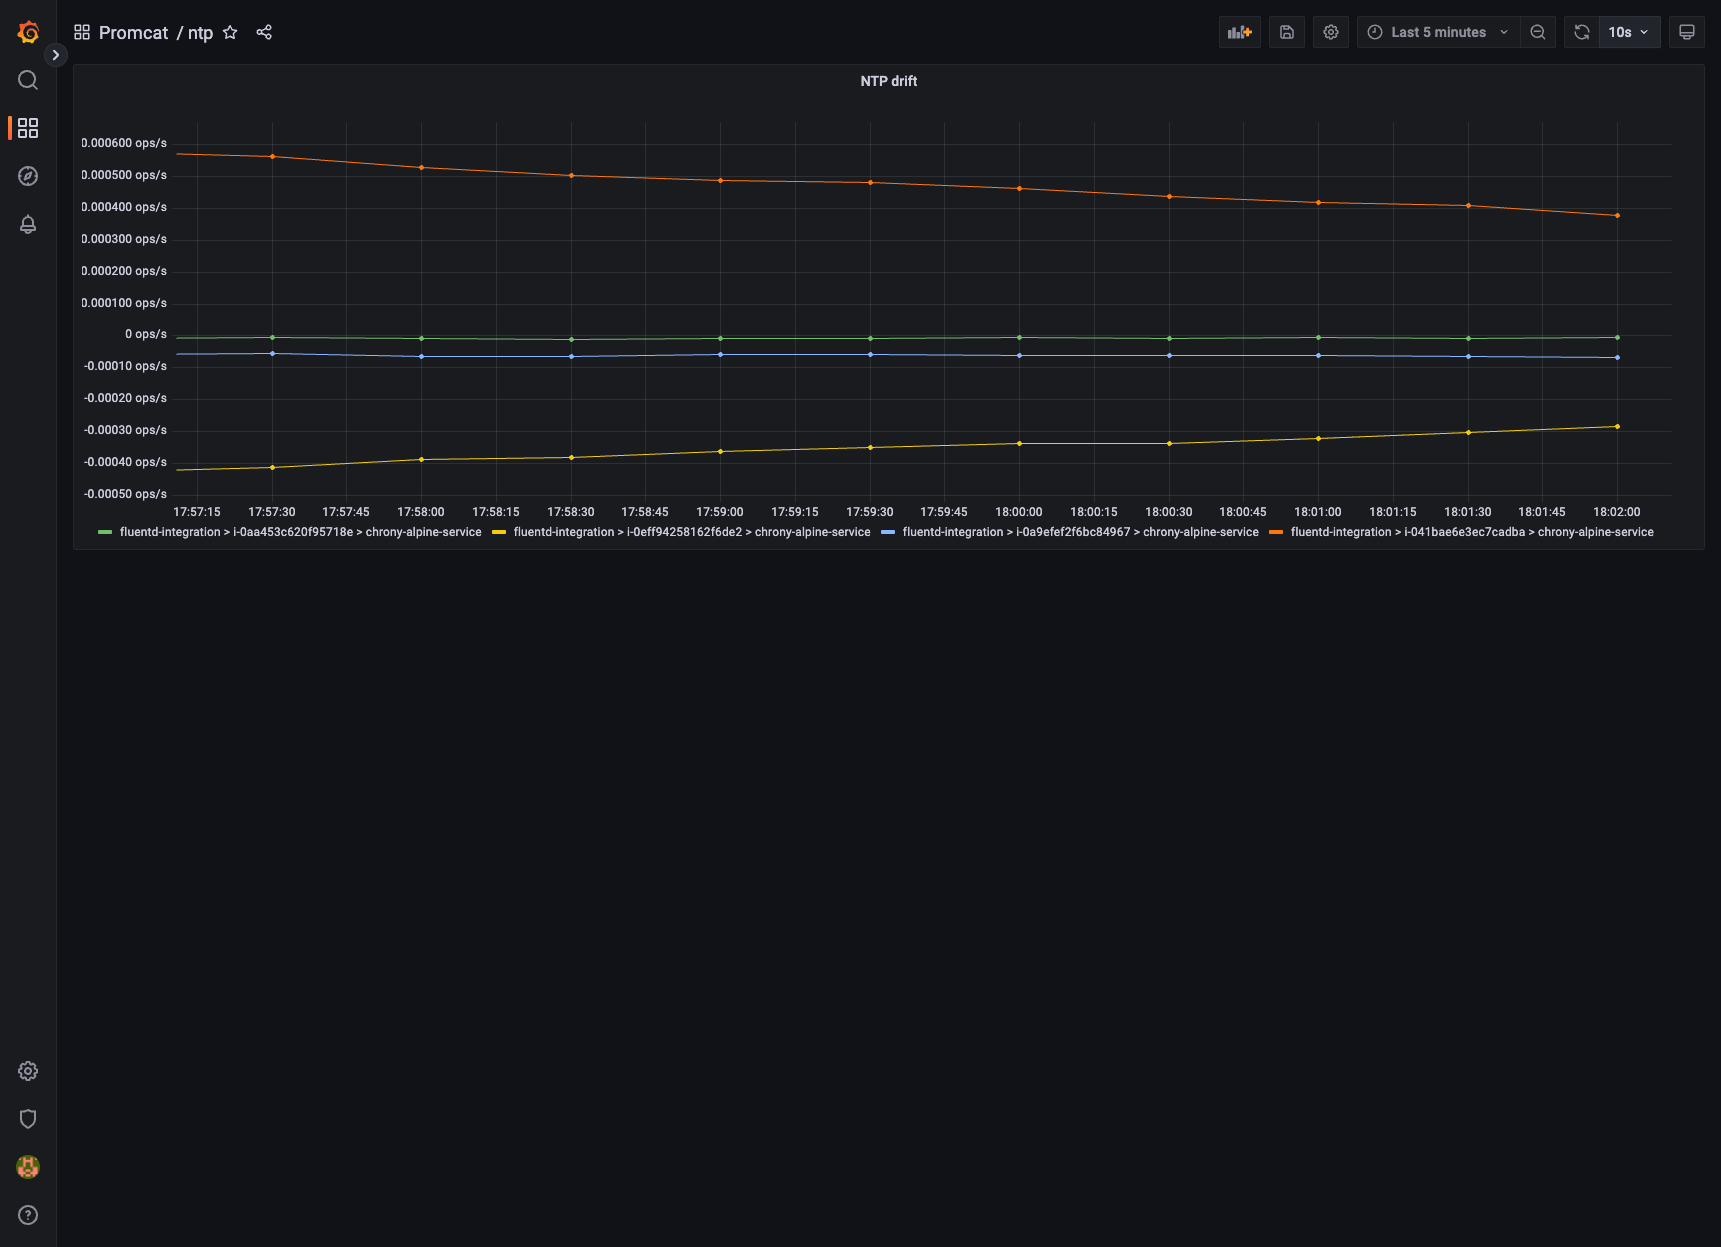 Promcat / ntp
Last 5 minutes
10s
NTP drift
0.000600 ops/s
0.000500 ops/s
0.000400 ops/s
0.000300 ops/s
0.000200 ops/s
0.000100 ops/s
0 ops/s
-0.00010 ops/s
-0.00020 ops/s
-0.00030 ops/s
-0.00040 ops/s
-0.00050 ops/s
17:57:15 17:57:30 17:57:45 17:58:00 17:58:15 17:58:30 17:58:45 17:59:00 17:59:15 17:59:30 17:59:45 18:00:00 18:00:15 18:00:30 18:00:45 18:01:00 18:01:15 18:01:30 18:01:45 18:02:00
fluentd-integration > i-0aa453c620f95718e > chrony-alpine-service fluentd-integration > i-0eff94258162f6de2 > chrony-alpine-service fluentd-integration > i-0a9efef2f6bc84967 > chrony-alpine-service fluentd-integration > i-041bae6e3ec7cadba > chrony-alpine-service